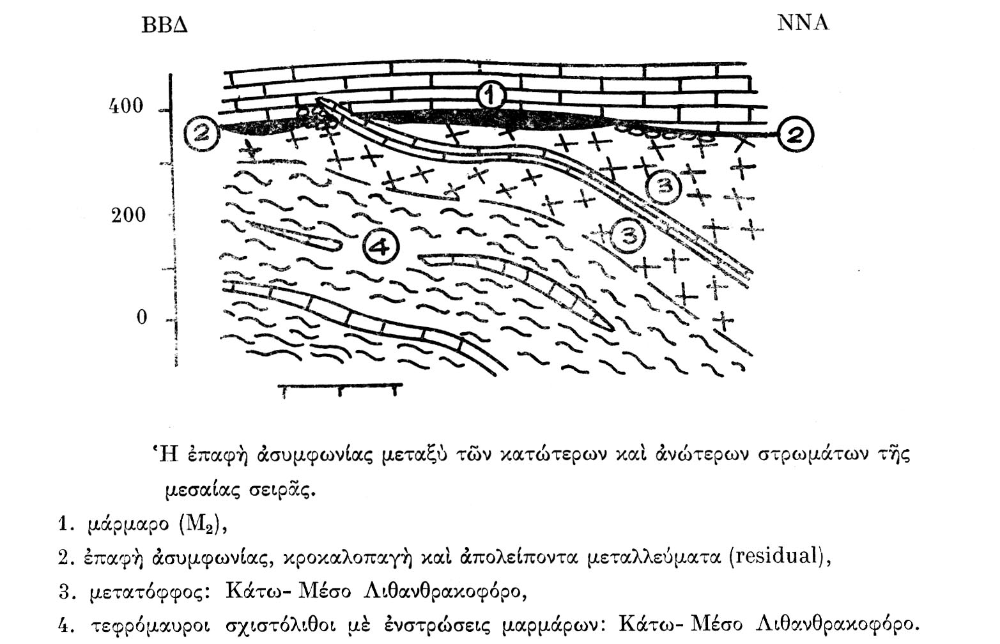 ΒΒΔ ΝΝΑ
1
400
2 2
3
200
3
4
0
Ἡ ἐπαφὴ ἀσυμφωνίας μεταξὺ τῶν κατώτερων καὶ ἀνώτερων στρωμάτων τῆς
μεσαίας σειρᾶς.
1. μάρμαρο (M₂),
2. ἐπαφὴ ἀσυμφωνίας, κροκαλοπαγὴ καὶ ἀπολείποντα μεταλλεύματα (residual),
3. μετατόφφος: Κάτω- Μέσο Λιθανθρακοφόρο,
4. τεφρόμαυροι σχιστόλιθοι μὲ ἐνστρώσεις μαρμάρων: Κάτω- Μέσο Λιθανθρακοφόρο.